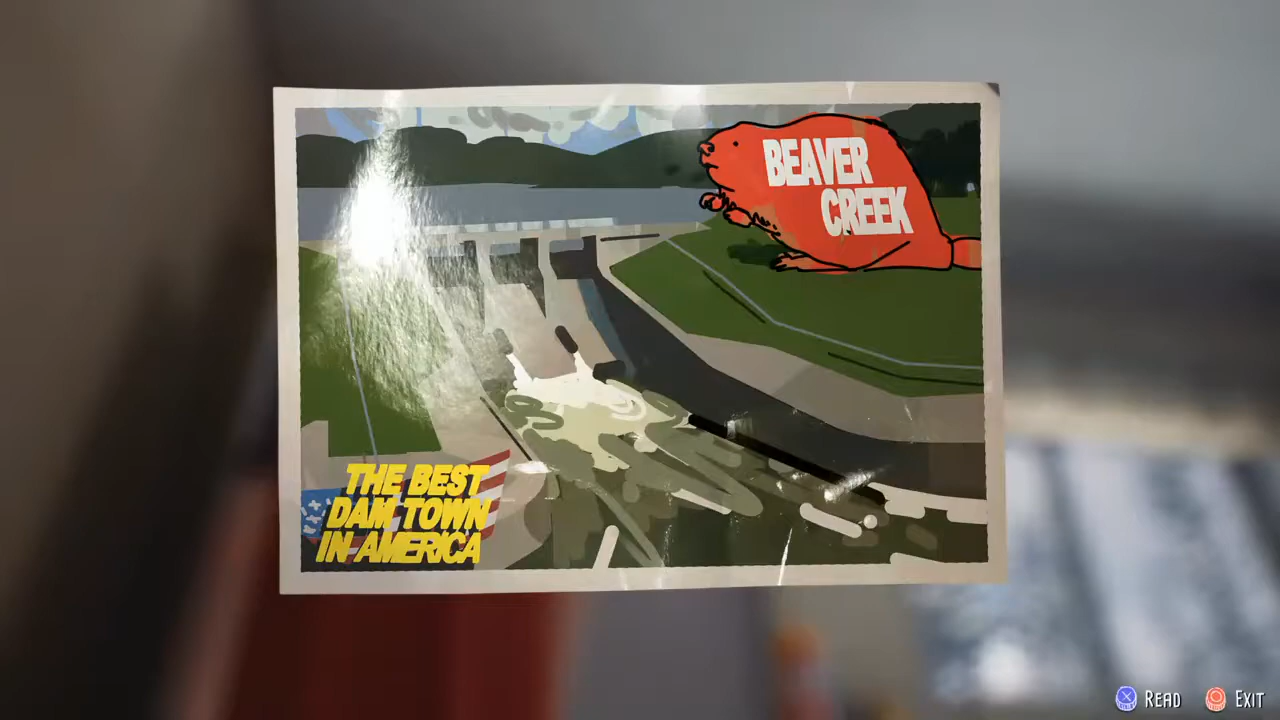 BEAVER
CREEK
THE BEST
DAM TOWN
IN AMERICA
READ
EXIT